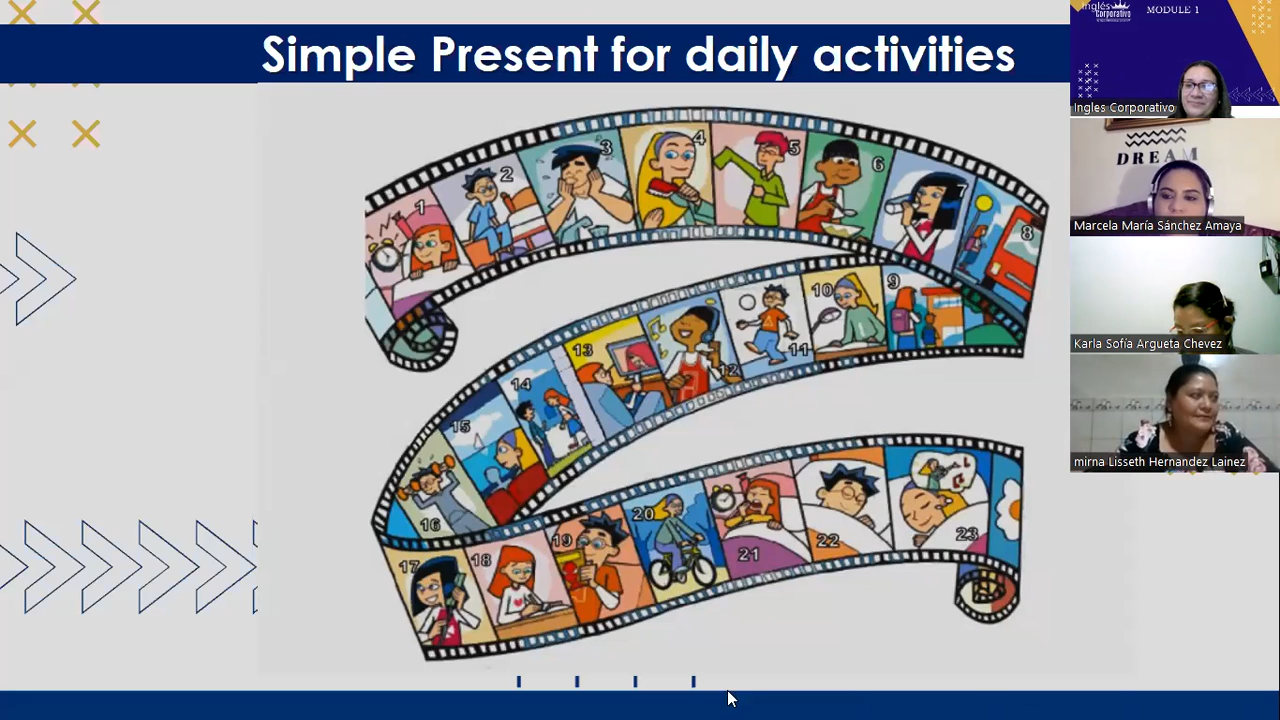 Simple Present for daily activities
1
2
3
4
5
6
7
8
9
10
11
12
13
14
15
16
17
18
19
20
21
22
23
Inglés
Corporativo
MODULE 1
Ingles Corporativo
DREAM
Marcela María Sánchez Amaya
Karla Sofía Argueta Chevez
mirna Lisseth Hernandez Lainez